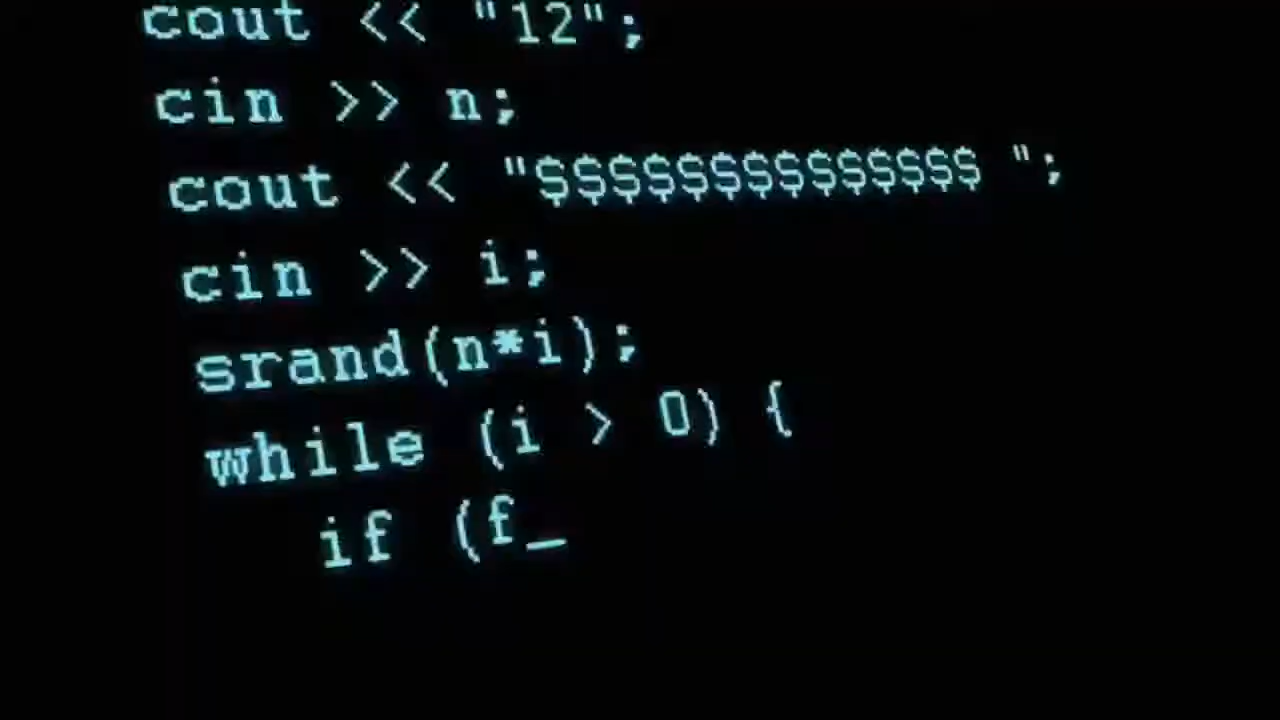 cout << "12";
cin >> n;
cout << "$$$$$$$$$$$$$$ ";
cin >> i;
srand(n*i);
while (i > 0) {
if (f_